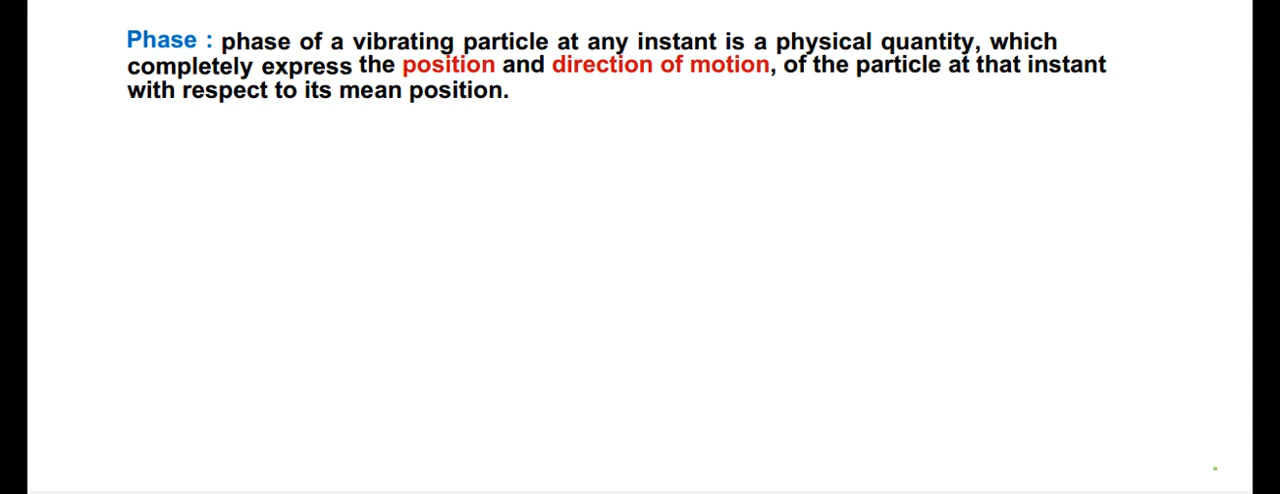 Phase : phase of a vibrating particle at any instant is a physical quantity, which
completely express the position and direction of motion, of the particle at that instant
with respect to its mean position.